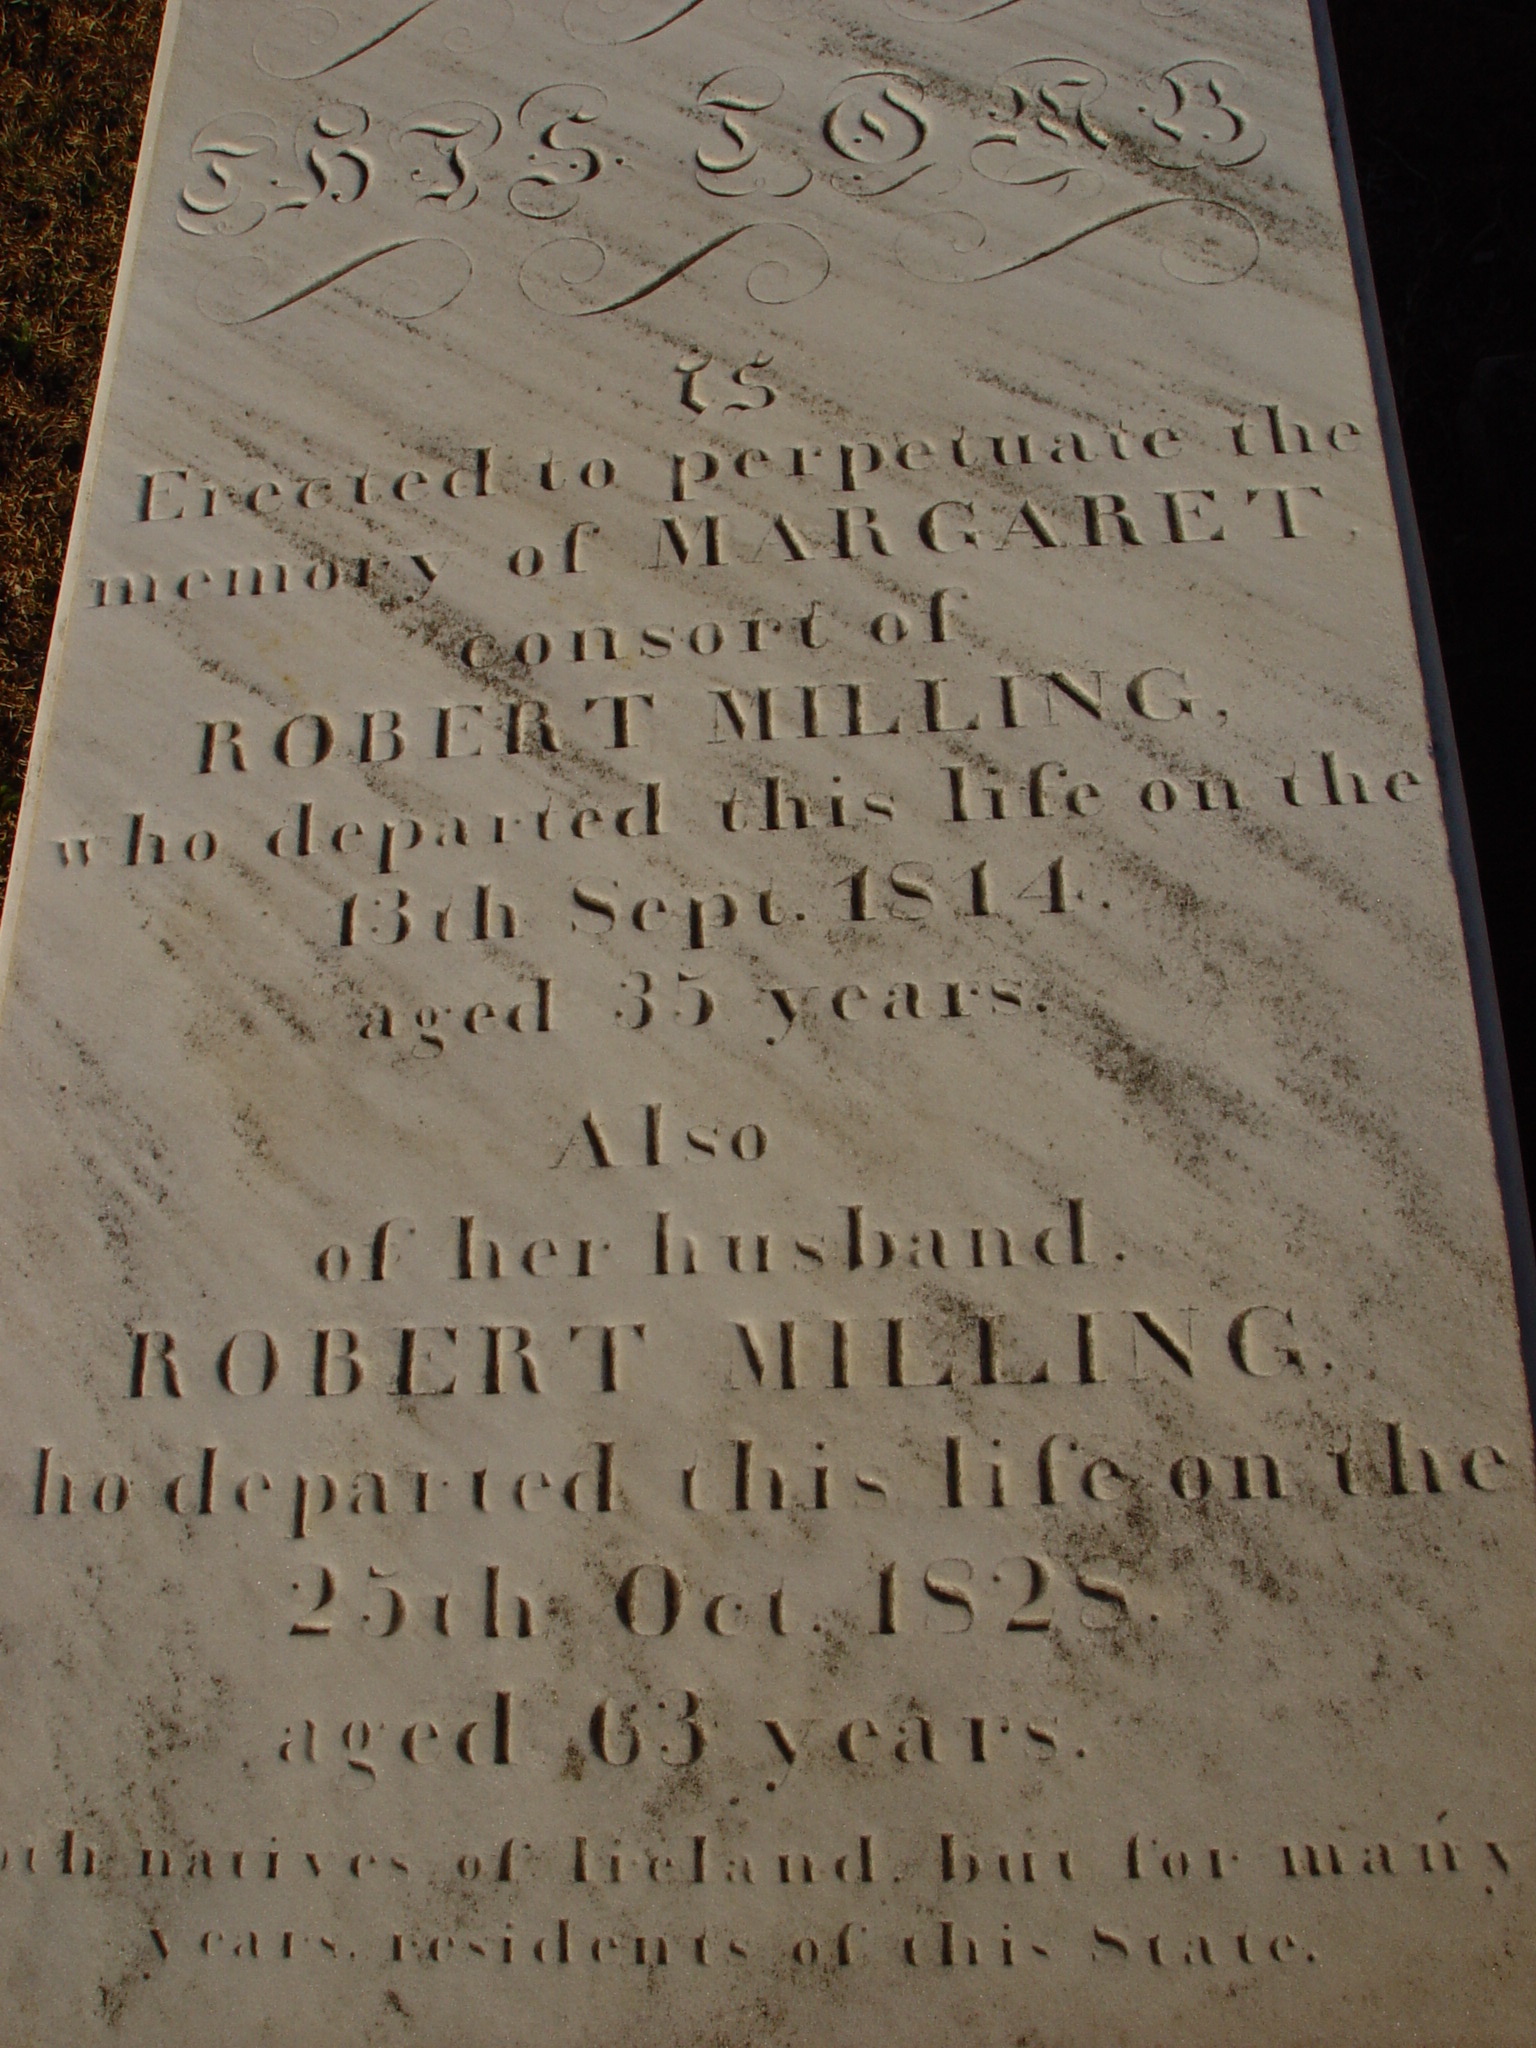 THIS TOMB
is
Erected to perpetuate the
memory of MARGARET,
consort of
ROBERT MILLING,
who departed this life on the
13th Sept. 1814.
aged 35 years.
Also
of her husband.
ROBERT MILLING.
ho departed this life on the
25th Oct. 1828.
aged 63 years.
oth natives of Ireland, but for many
years, residents of this State.